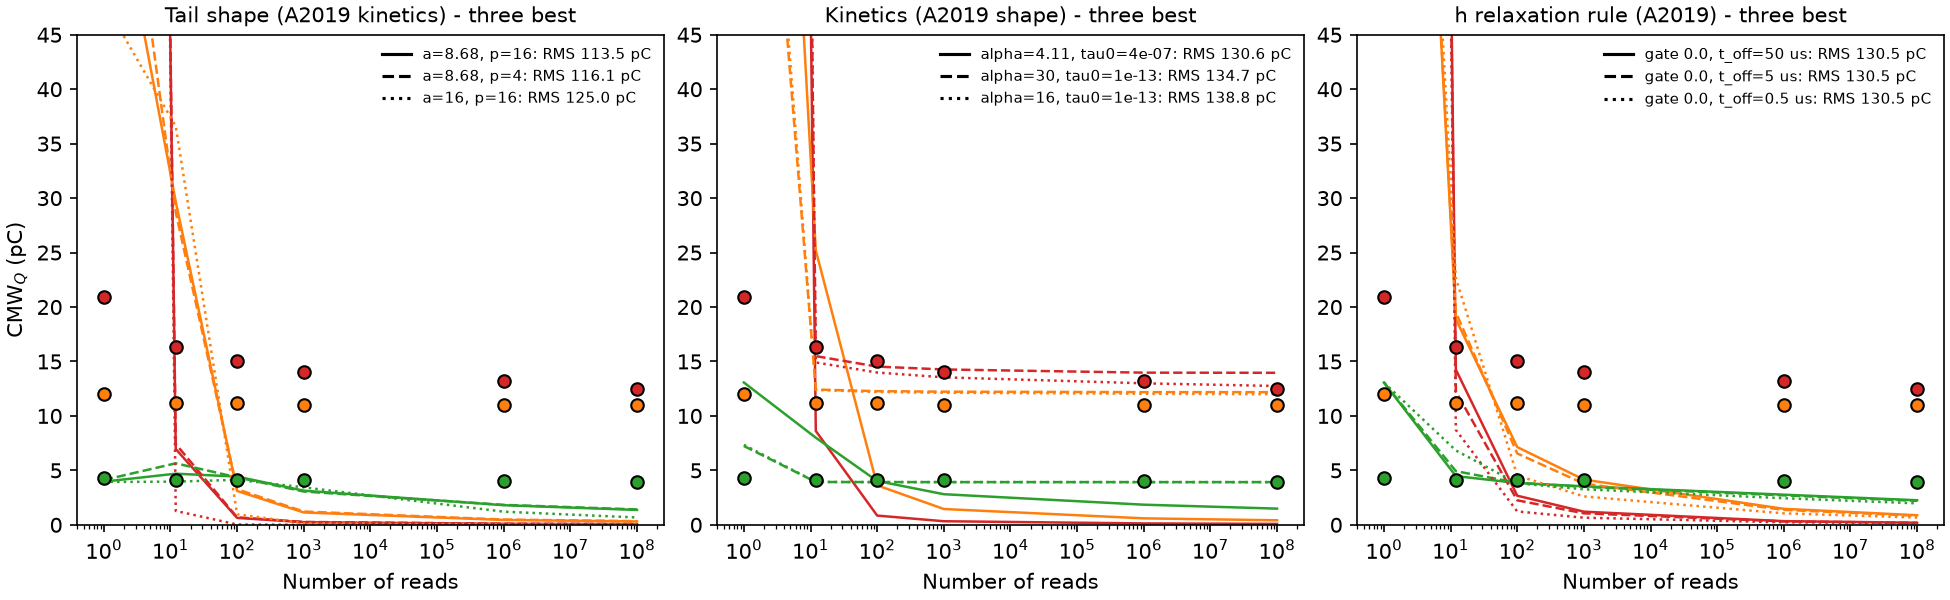 Tail shape (A2019 kinetics) - three best
CMW_Q (pC)
45
40
35
30
25
20
15
10
5
0
a=8.68, p=16: RMS 113.5 pC
a=8.68, p=4: RMS 116.1 pC
a=16, p=16: RMS 125.0 pC
10^0 10^1 10^2 10^3 10^4 10^5 10^6 10^7 10^8
Number of reads
Kinetics (A2019 shape) - three best
45
40
35
30
25
20
15
10
5
0
alpha=4.11, tau0=4e-07: RMS 130.6 pC
alpha=30, tau0=1e-13: RMS 134.7 pC
alpha=16, tau0=1e-13: RMS 138.8 pC
10^0 10^1 10^2 10^3 10^4 10^5 10^6 10^7 10^8
Number of reads
h relaxation rule (A2019) - three best
45
40
35
30
25
20
15
10
5
0
gate 0.0, t_off=50 us: RMS 130.5 pC
gate 0.0, t_off=5 us: RMS 130.5 pC
gate 0.0, t_off=0.5 us: RMS 130.5 pC
10^0 10^1 10^2 10^3 10^4 10^5 10^6 10^7 10^8
Number of reads